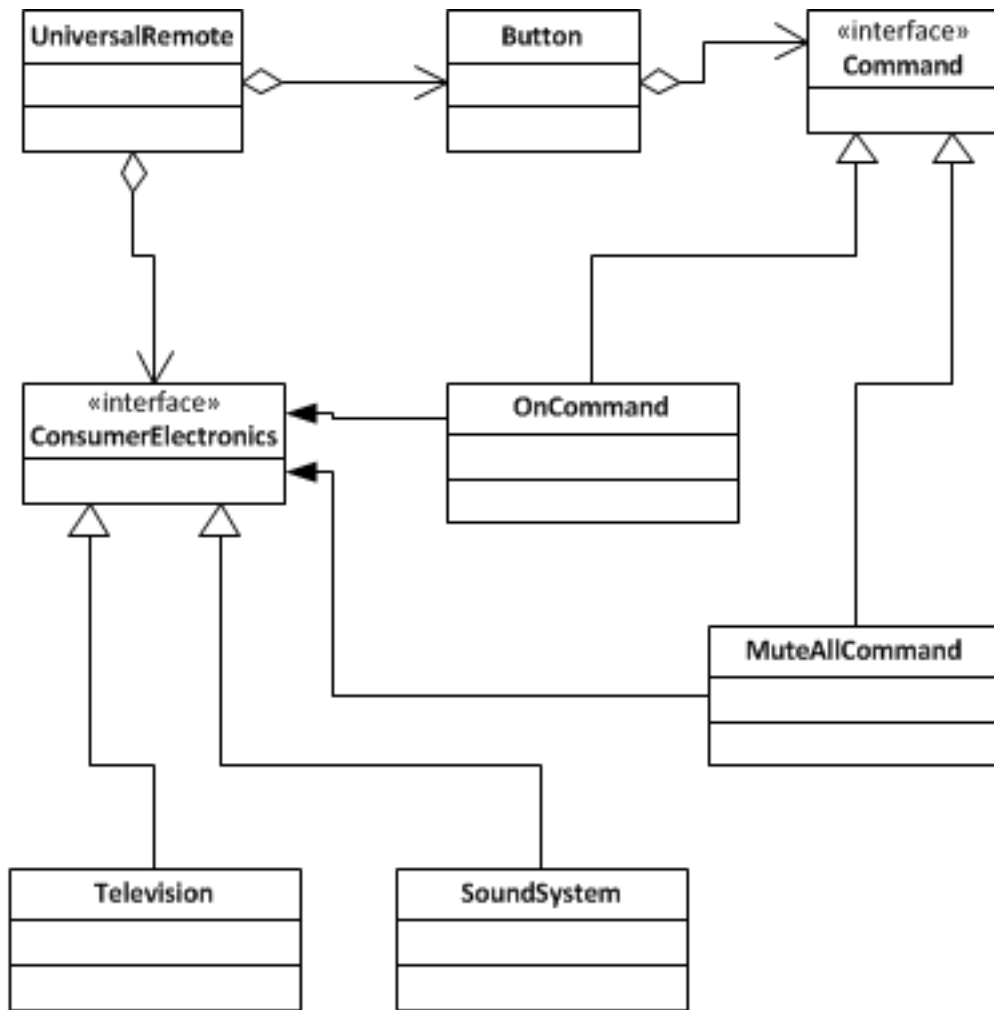 UniversalRemote
Button
«interface»
Command
«interface»
ConsumerElectronics
OnCommand
MuteAllCommand
Television
SoundSystem